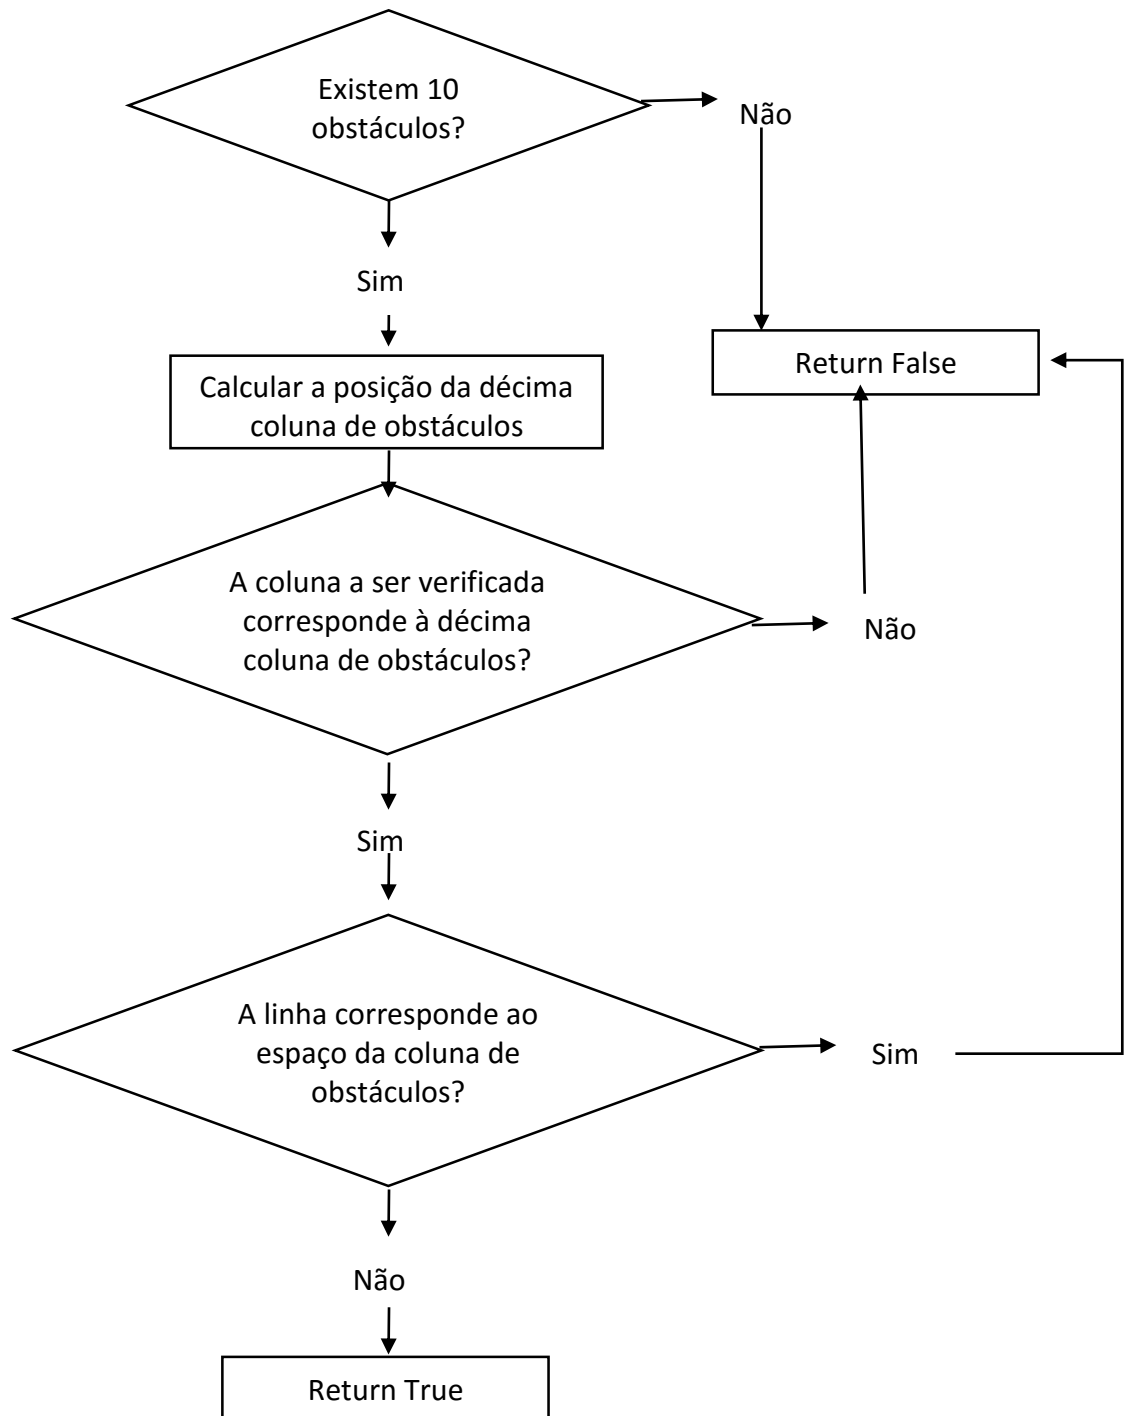 Existem 10
obstáculos?
Não
Sim
Return False
Calcular a posição da décima
coluna de obstáculos
A coluna a ser verificada
corresponde à décima
coluna de obstáculos?
Não
Sim
A linha corresponde ao
espaço da coluna de
obstáculos?
Sim
Não
Return True